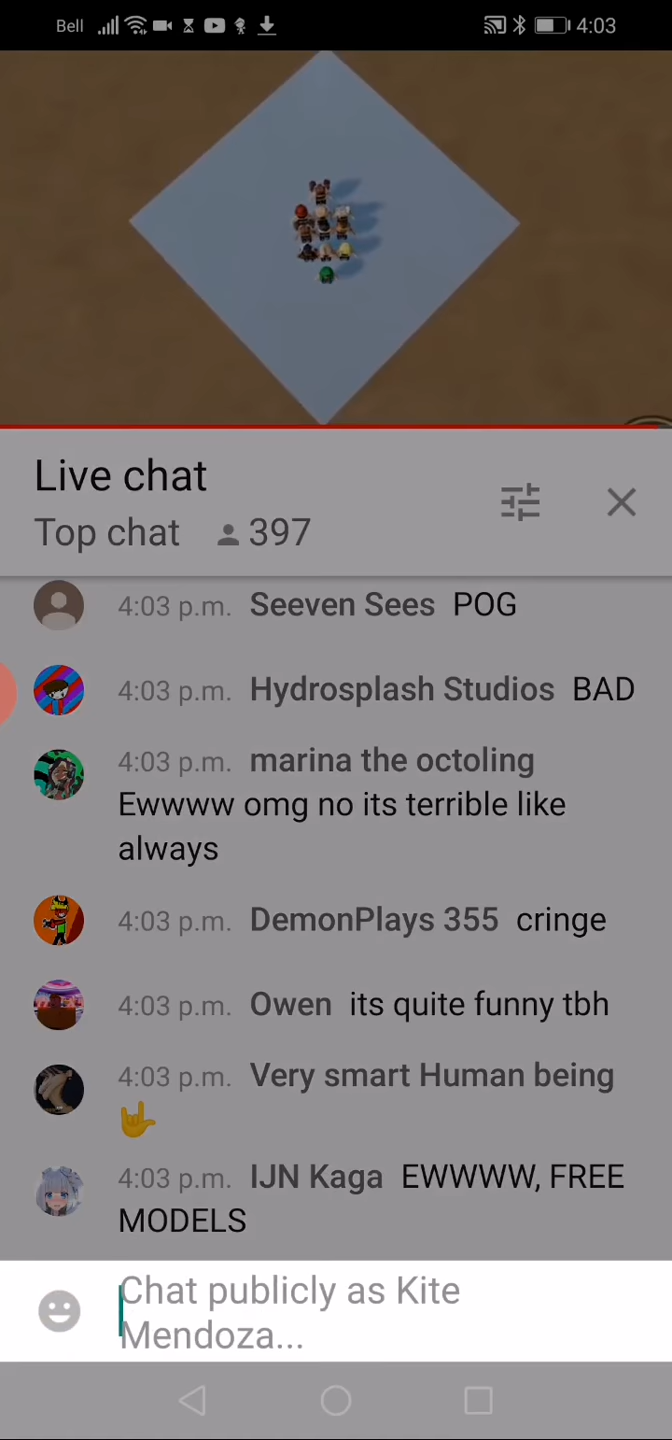 Bell 4:03
Live chat
Top chat 397
4:03 p.m. Seeven Sees POG
4:03 p.m. Hydrosplash Studios BAD
4:03 p.m. marina the octoling
Ewwww omg no its terrible like
always
4:03 p.m. DemonPlays 355 cringe
4:03 p.m. Owen its quite funny tbh
4:03 p.m. Very smart Human being
🤟
4:03 p.m. IJN Kaga EWWWW, FREE
MODELS
Chat publicly as Kite
Mendoza...